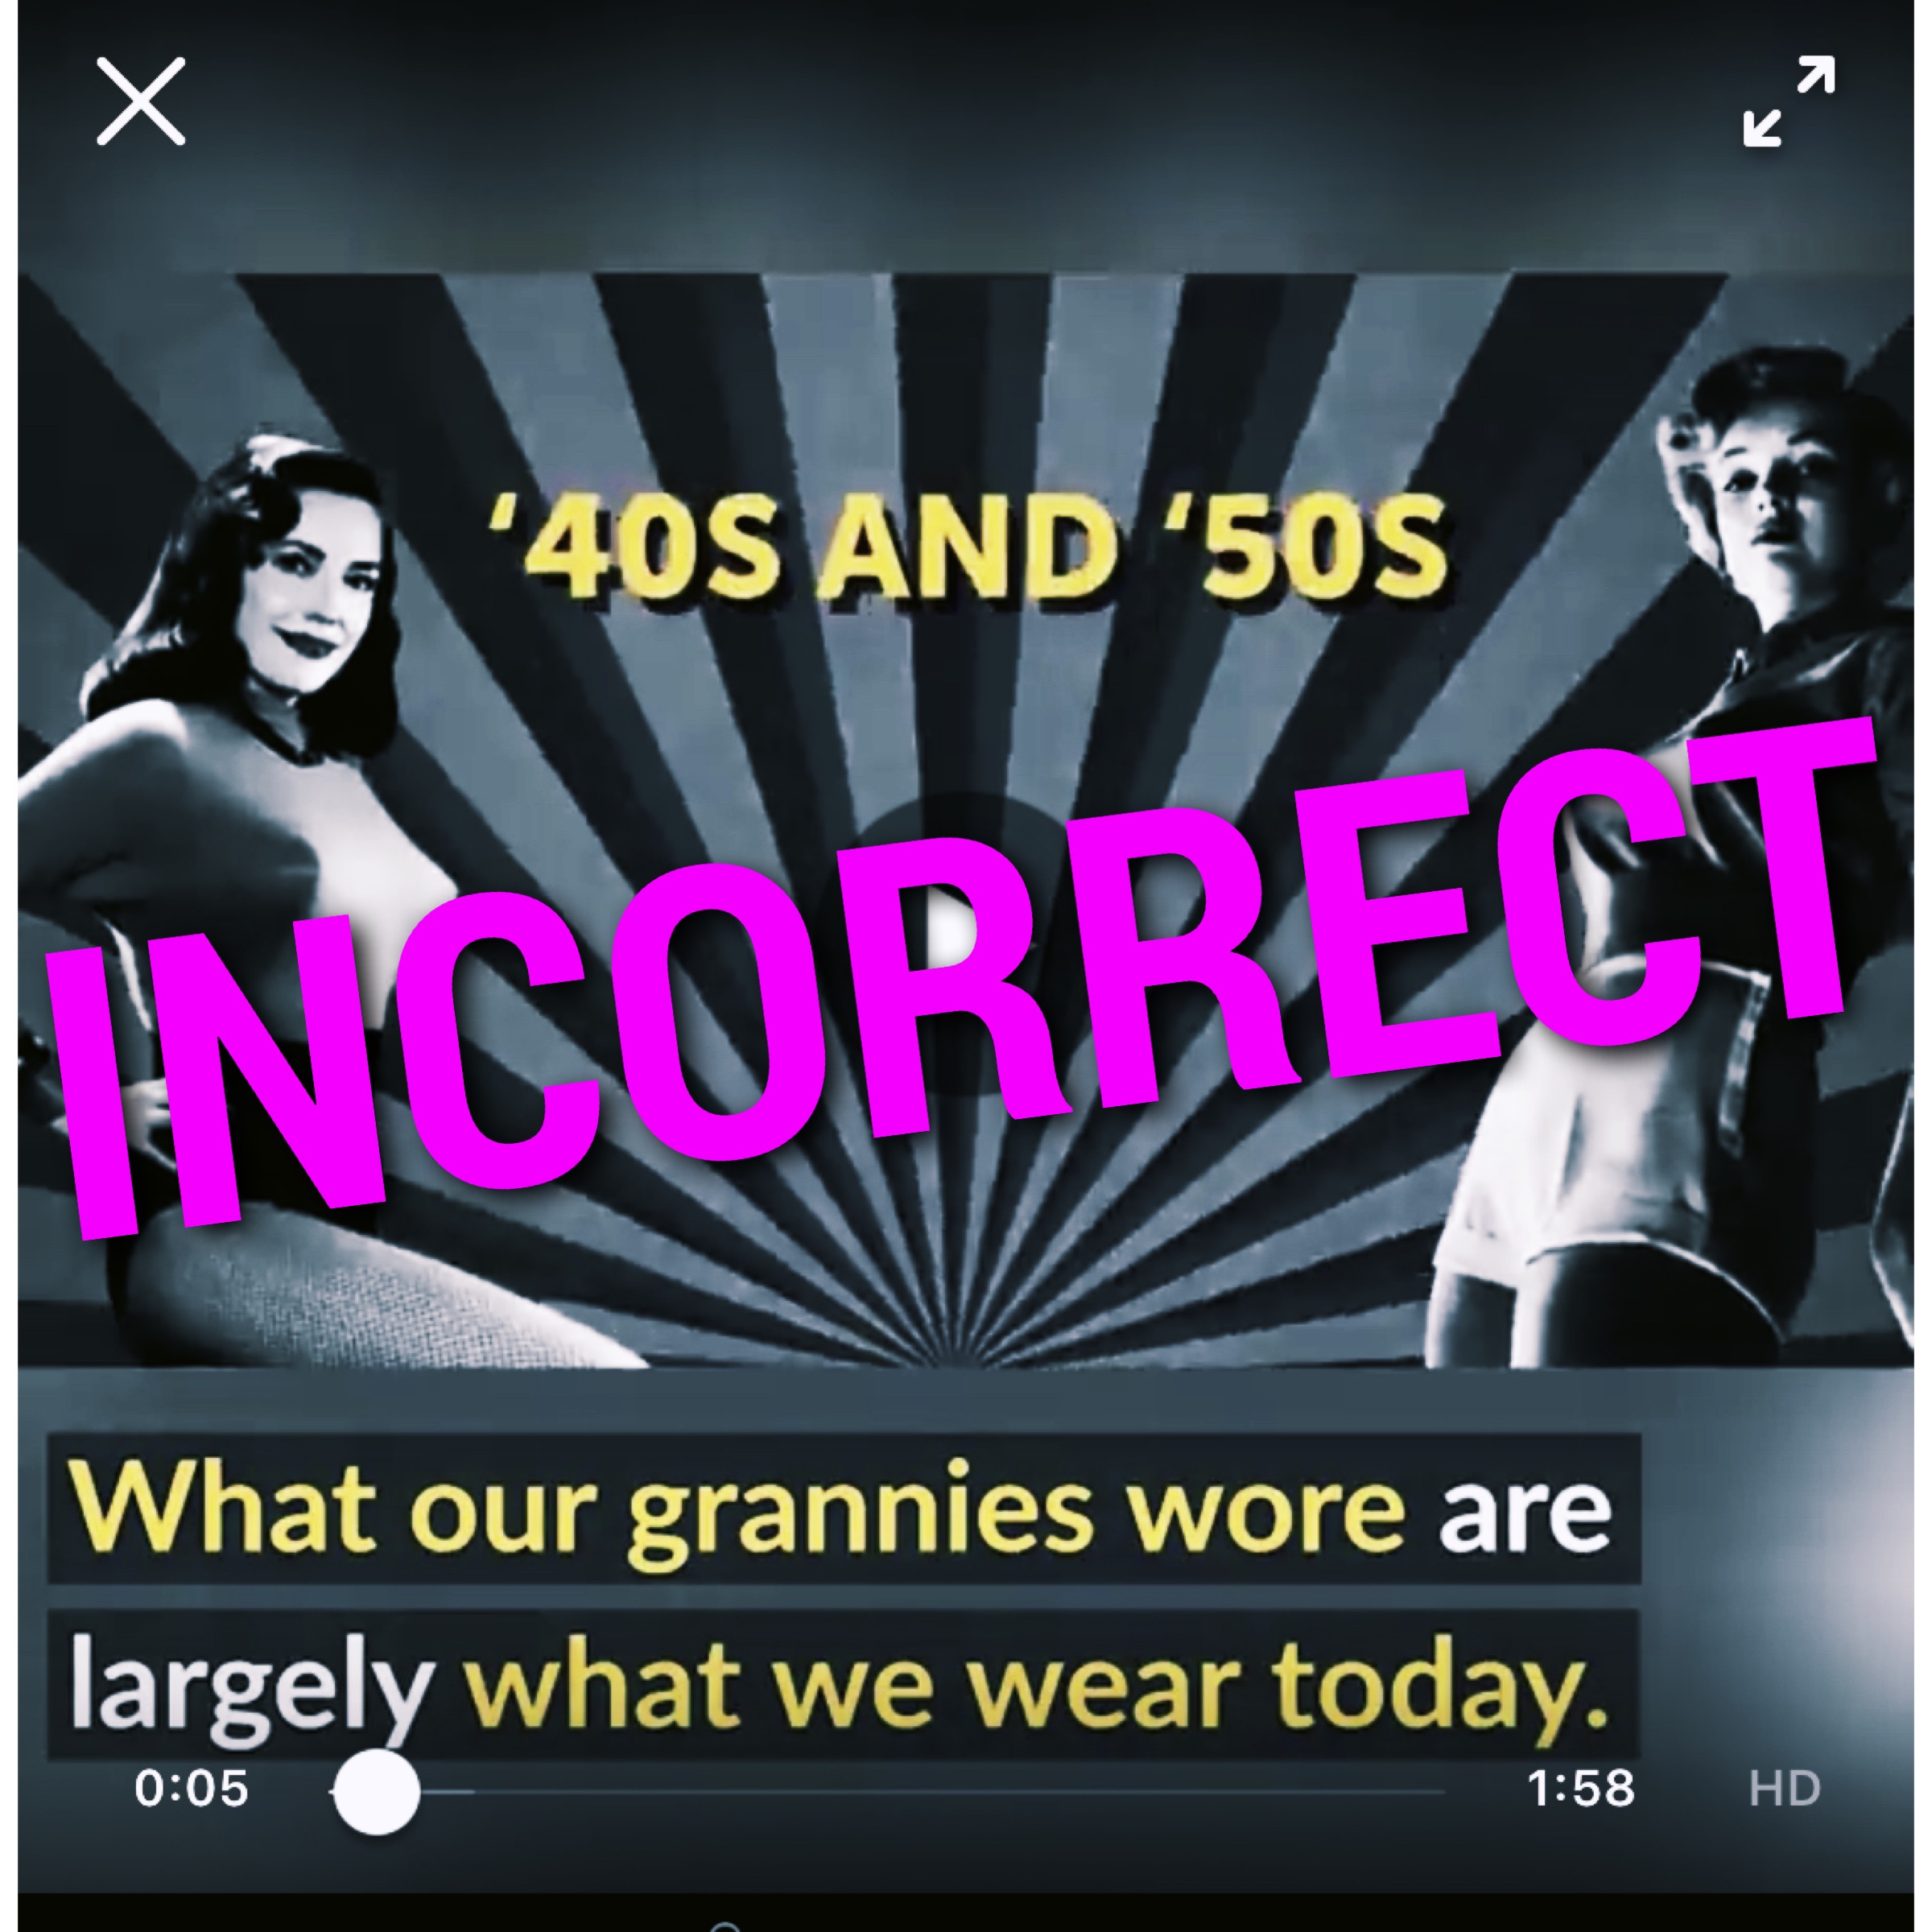 ‘40S AND ‘50S
INCORRECT
What our grannies wore are
largely what we wear today.
0:05
1:58
HD